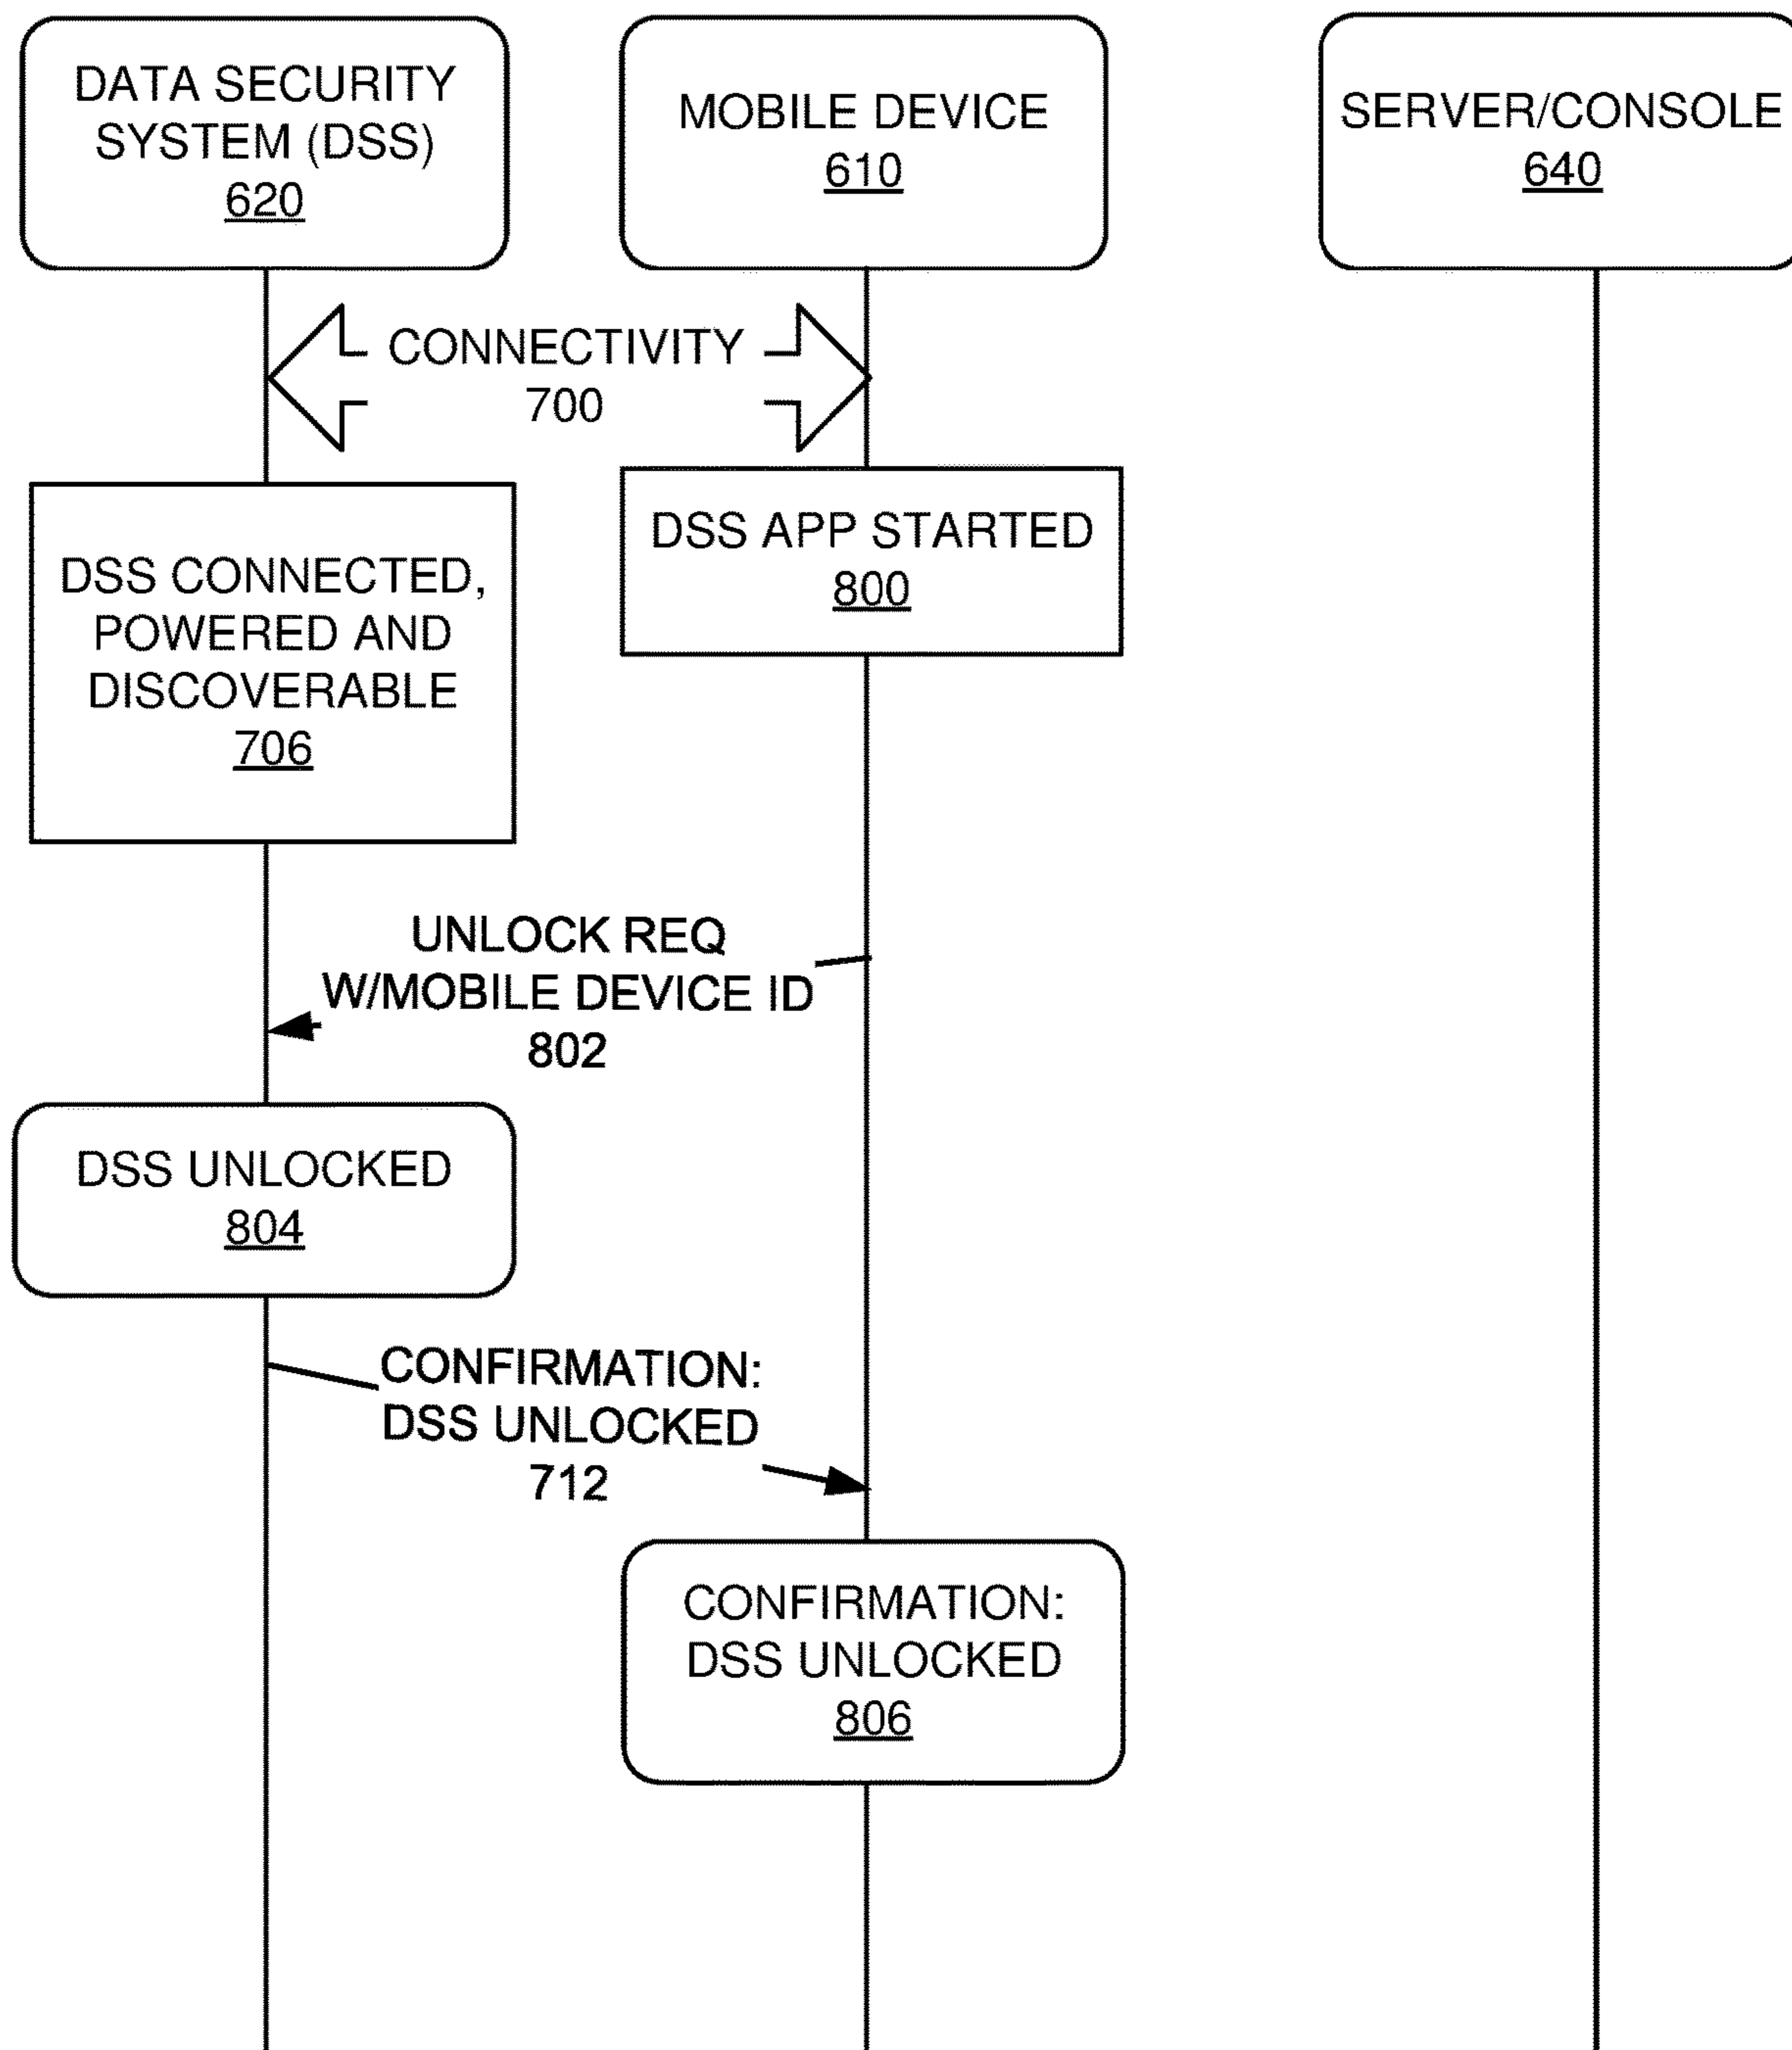 DATA SECURITY
SYSTEM (DSS)
620
MOBILE DEVICE
610
SERVER/CONSOLE
640
CONNECTIVITY
700
DSS CONNECTED,
POWERED AND
DISCOVERABLE
706
DSS APP STARTED
800
UNLOCK REQ
W/MOBILE DEVICE ID
802
DSS UNLOCKED
804
CONFIRMATION:
DSS UNLOCKED
712
CONFIRMATION:
DSS UNLOCKED
806